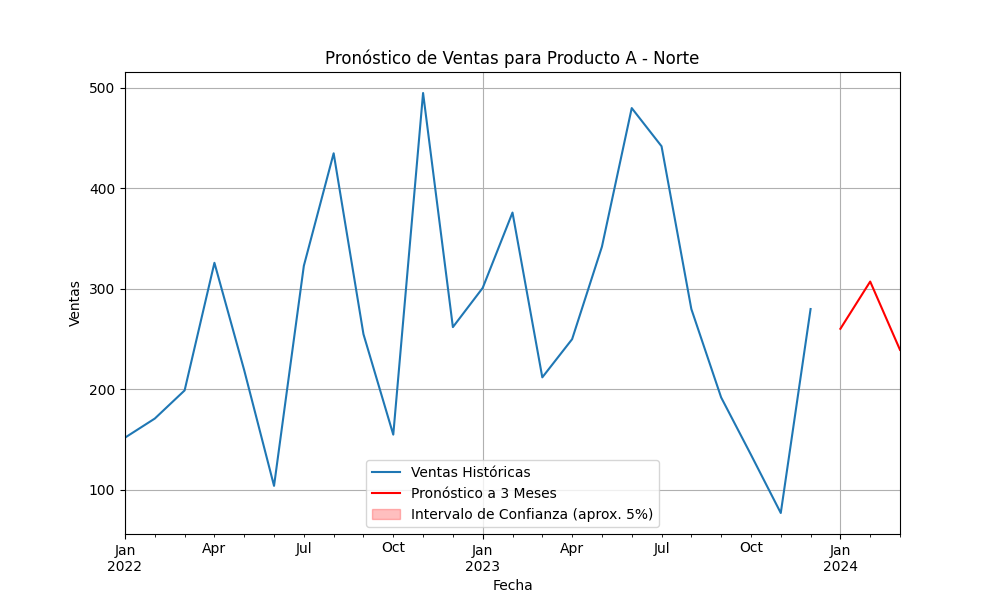 Pronóstico de Ventas para Producto A - Norte
Ventas
500
400
300
200
100
Ventas Históricas
Pronóstico a 3 Meses
Intervalo de Confianza (aprox. 5%)
Jan Apr Jul Oct Jan Apr Jul Oct Jan
2022 2023 2024
Fecha